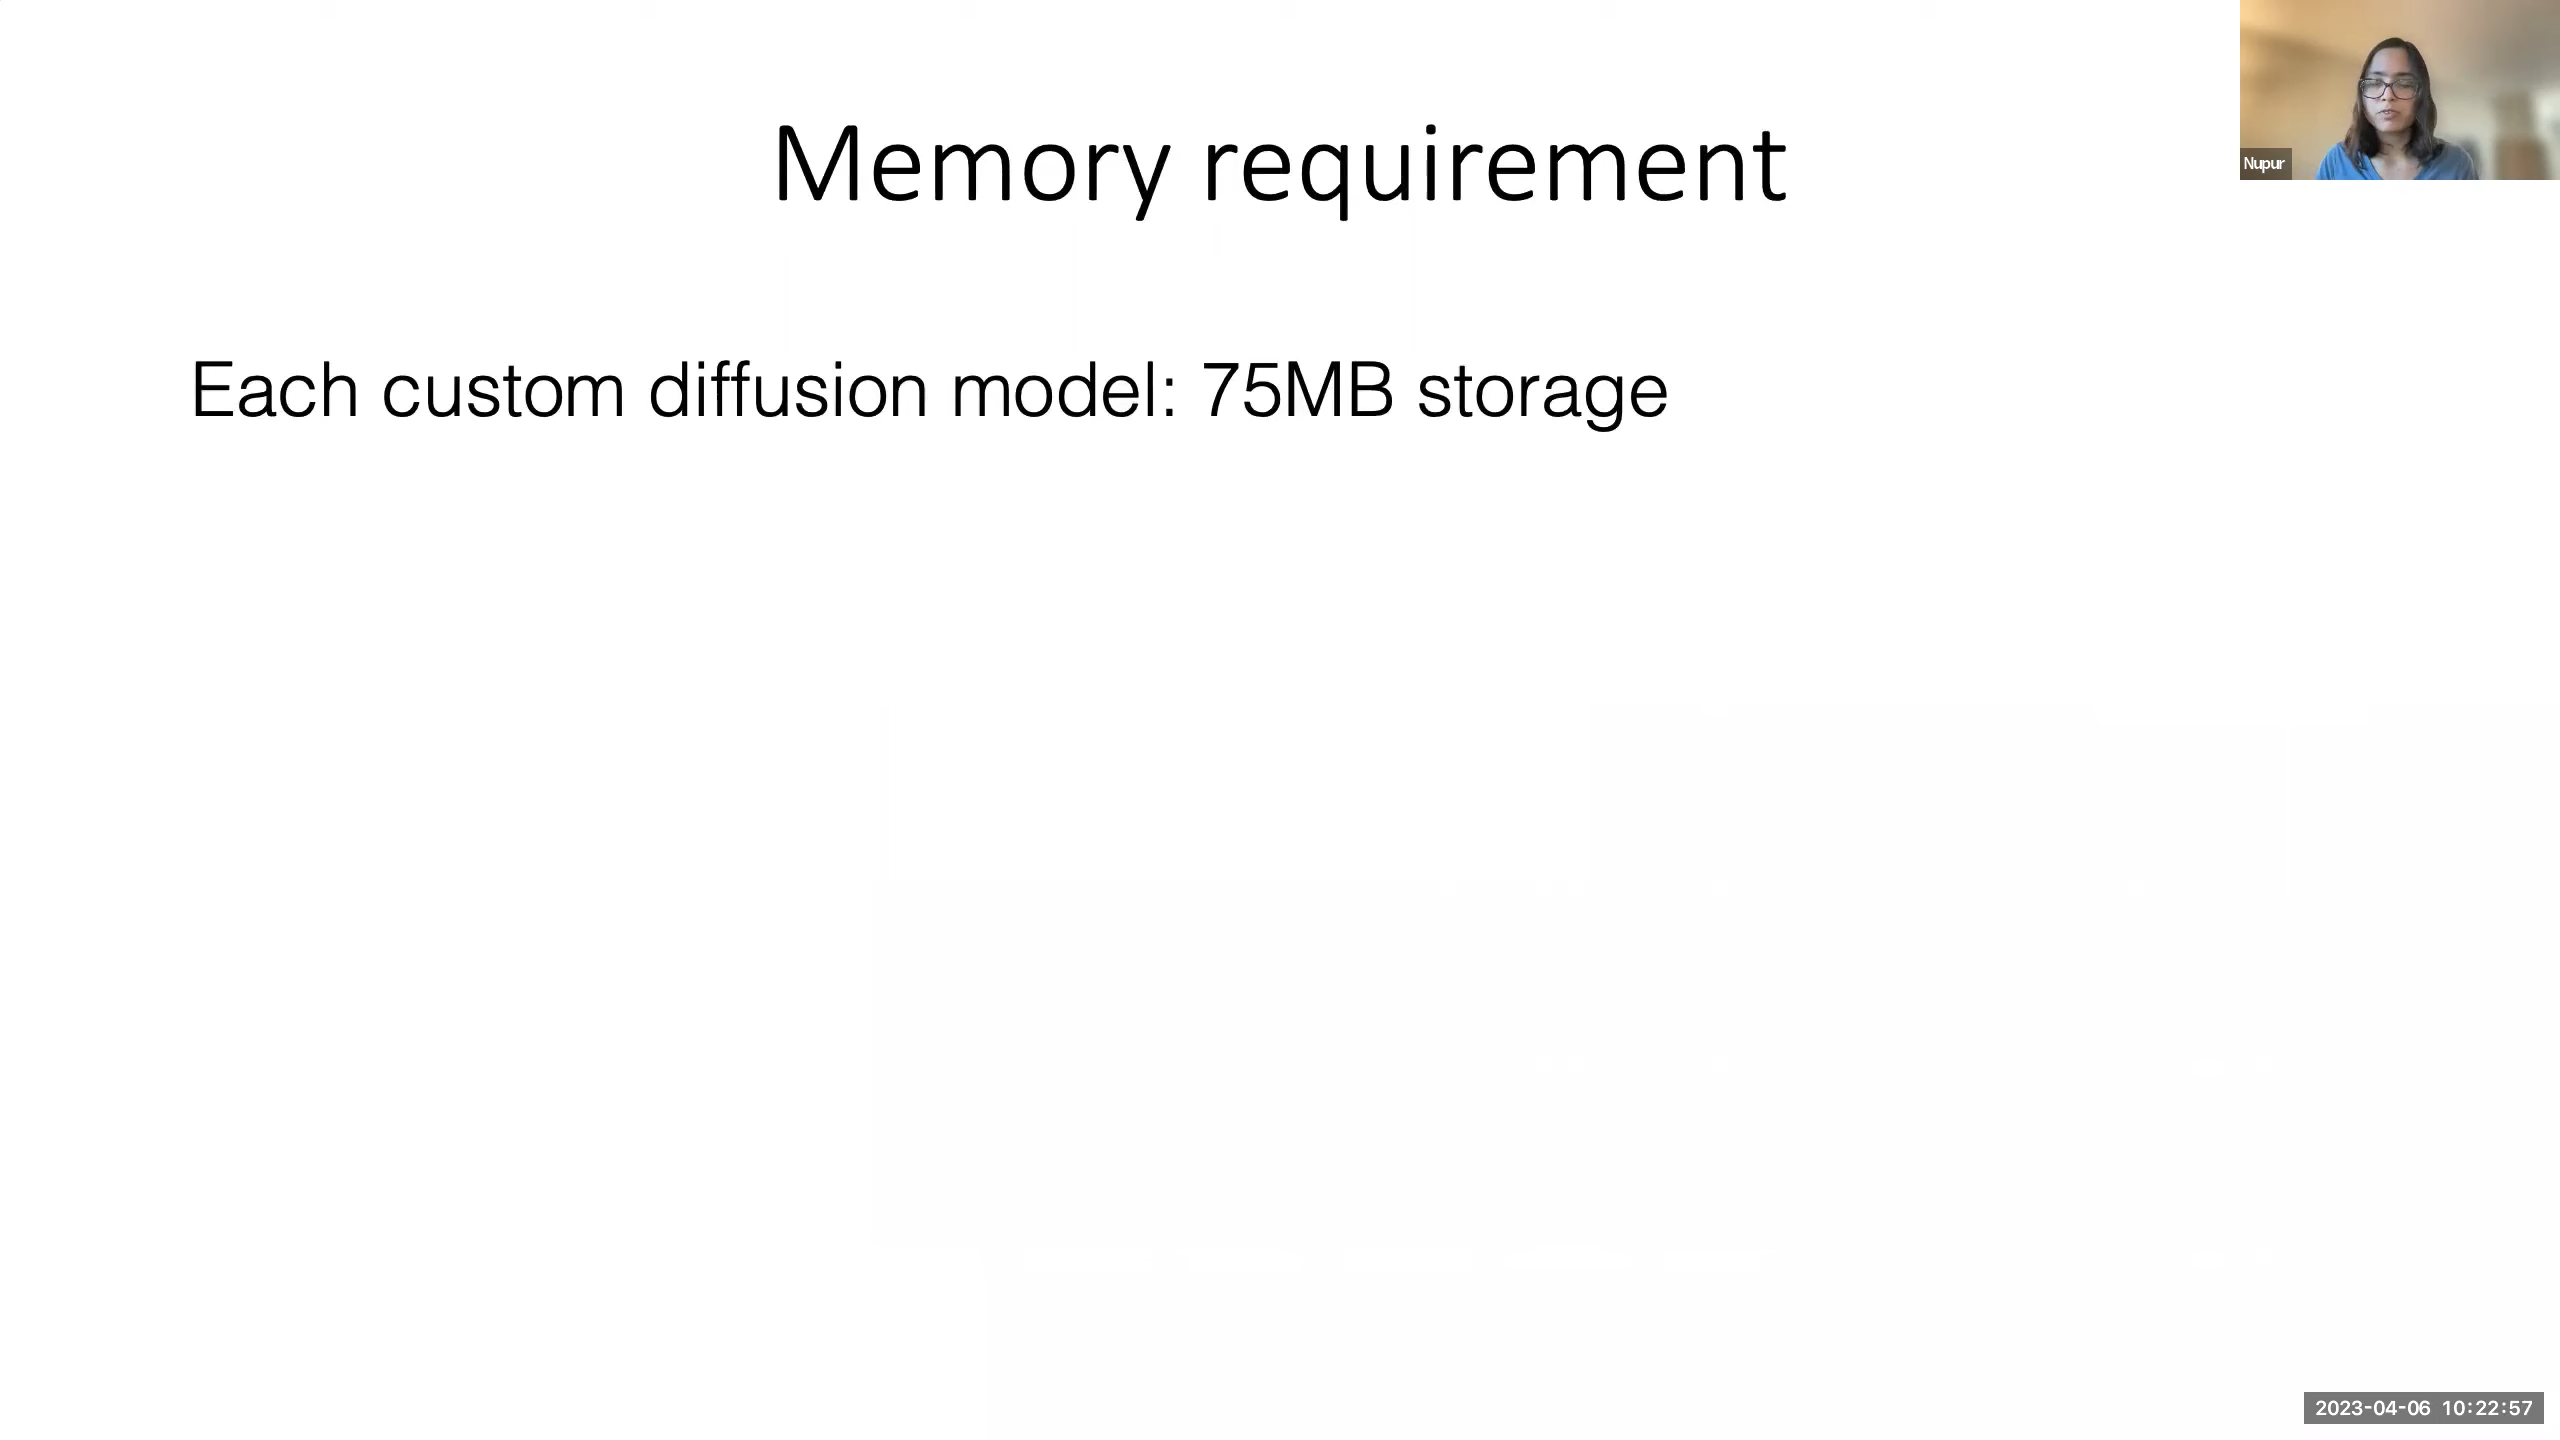 Memory requirement
Nupur
Each custom diffusion model: 75MB storage
2023-04-06 10:22:57